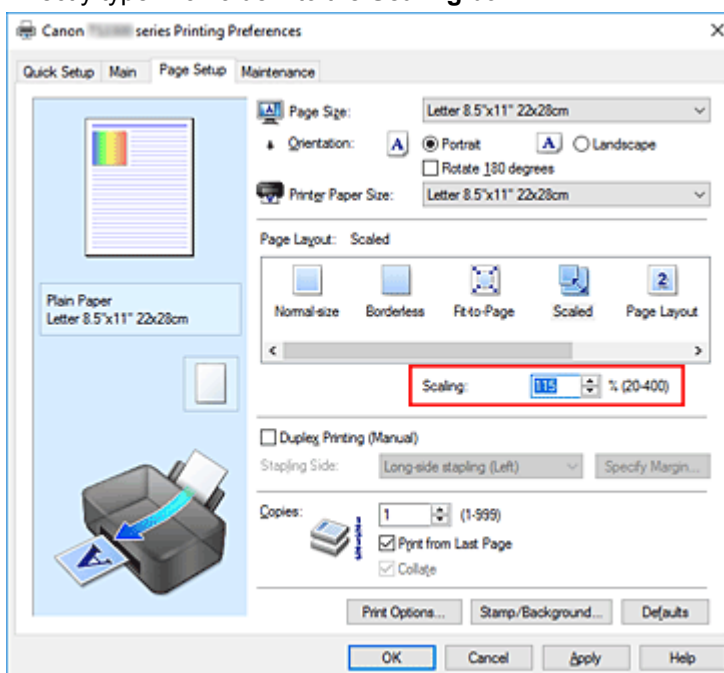 Canon series Printing Preferences
Quick Setup Main Page Setup Maintenance
Page Size: Letter 8.5"x11" 22x28cm
Orientation: A Portrait A Landscape
Rotate 180 degrees
Printer Paper Size: Letter 8.5"x11" 22x28cm
Page Layout: Scaled
2
Normal-size Borderless Fit-to-Page Scaled Page Layout
Plain Paper
Letter 8.5"x11" 22x28cm
Scaling: 115 % (20-400)
Duplex Printing (Manual)
Stapling Side: Long-side stapling (Left) Specify Margin...
Copies: 1 (1-999)
Print from Last Page
Collate
A
Print Options... Stamp/Background... Defaults
OK Cancel Apply Help